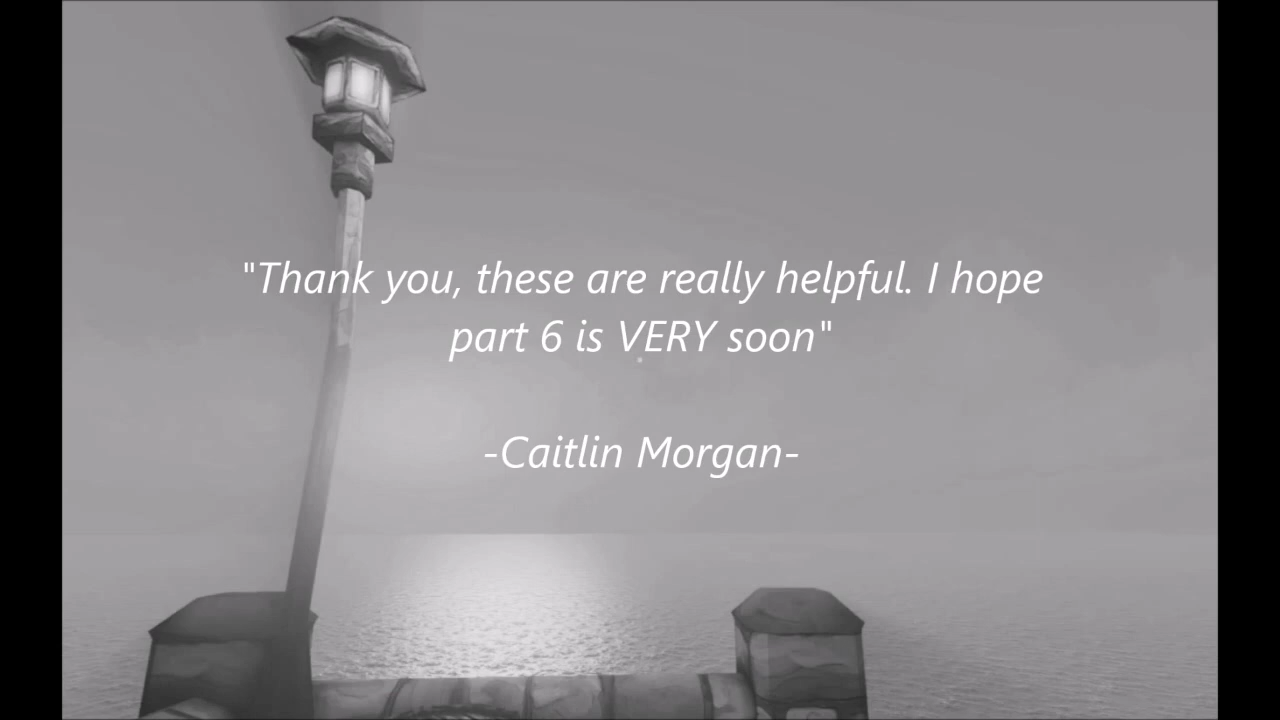 "Thank you, these are really helpful. I hope
part 6 is VERY soon"
-Caitlin Morgan-